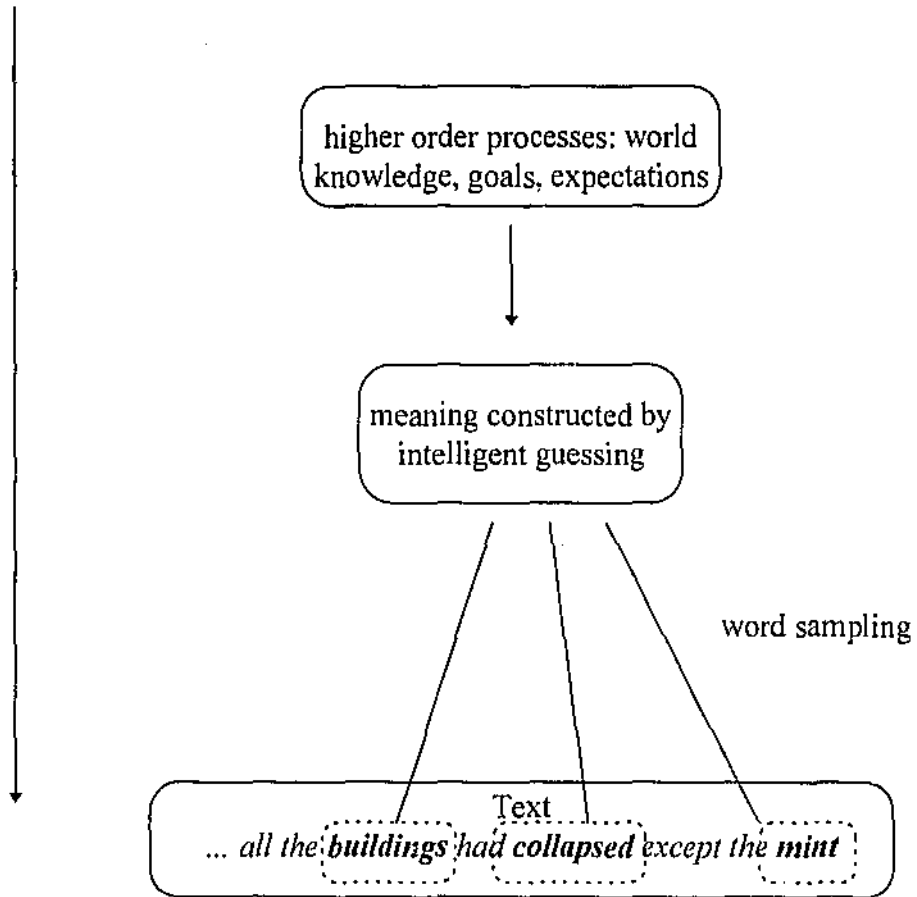 higher order processes: world
knowledge, goals, expectations
meaning constructed by
intelligent guessing
word sampling
Text
... all the buildings had collapsed except the mint